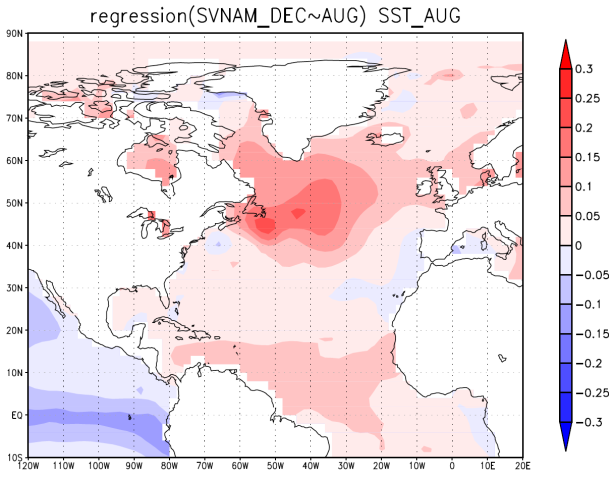 regression(SVNAM_DEC~AUG) SST_AUG
90N
80N
70N
60N
50N
40N
30N
20N
10N
EQ
10S
120W 110W 100W 90W 80W 70W 60W 50W 40W 30W 20W 10W 0 10E 20E
0.3
0.25
0.2
0.15
0.1
0.05
0
-0.05
-0.1
-0.15
-0.2
-0.25
-0.3